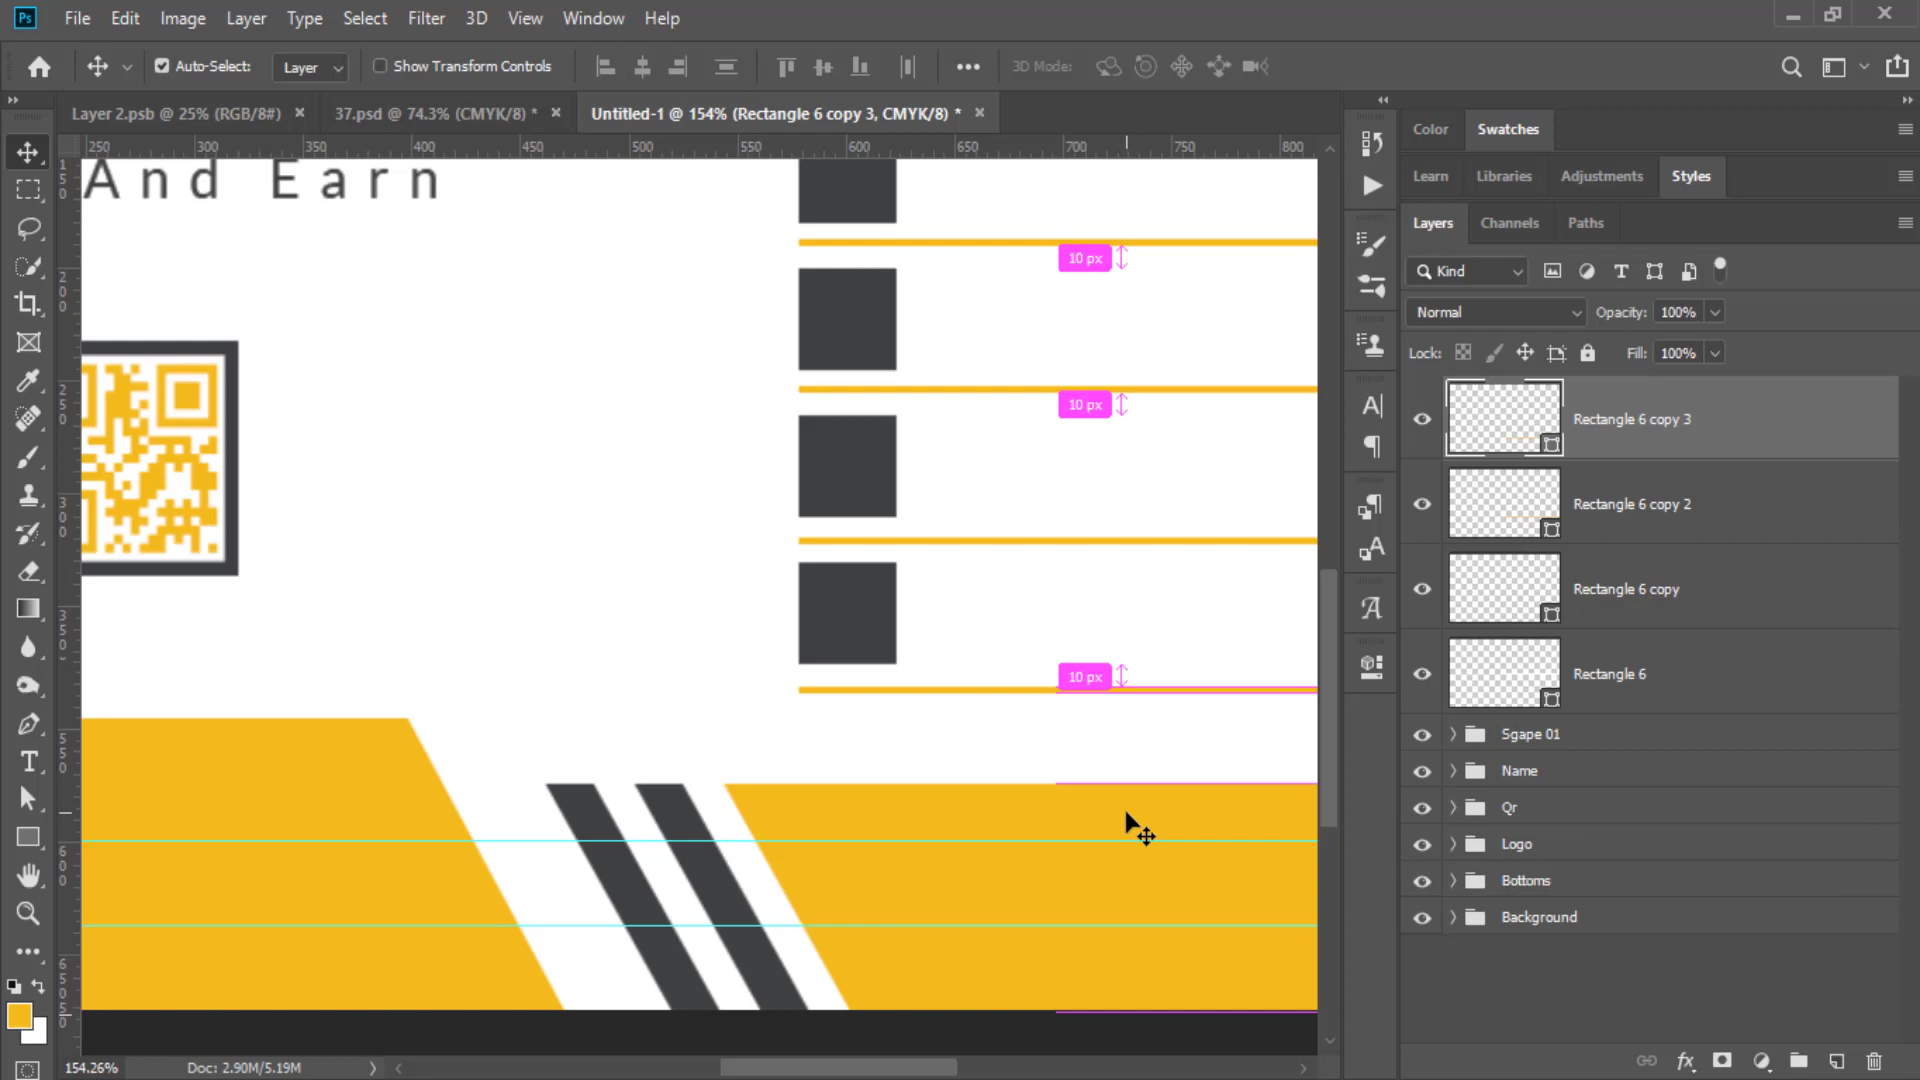 Ps File Edit Image Layer Type Select Filter 3D View Window Help
Auto-Select: Layer Show Transform Controls 3D Mode:
Layer 2.psb @ 25% (RGB/8#) × 37.psd @ 74.3% (CMYK/8) * × Untitled-1 @ 154% (Rectangle 6 copy 3, CMYK/8) * ×
250 300 350 400 450 500 550 600 650 700 750 800
And Earn
10 px
10 px
10 px
Color Swatches
Learn Libraries Adjustments Styles
Layers Channels Paths
Kind
Normal Opacity: 100%
Lock: Fill: 100%
Rectangle 6 copy 3
Rectangle 6 copy 2
Rectangle 6 copy
Rectangle 6
Sgape 01
Name
Qr
Logo
Bottoms
Background
154.26% Doc: 2.90M/5.19M